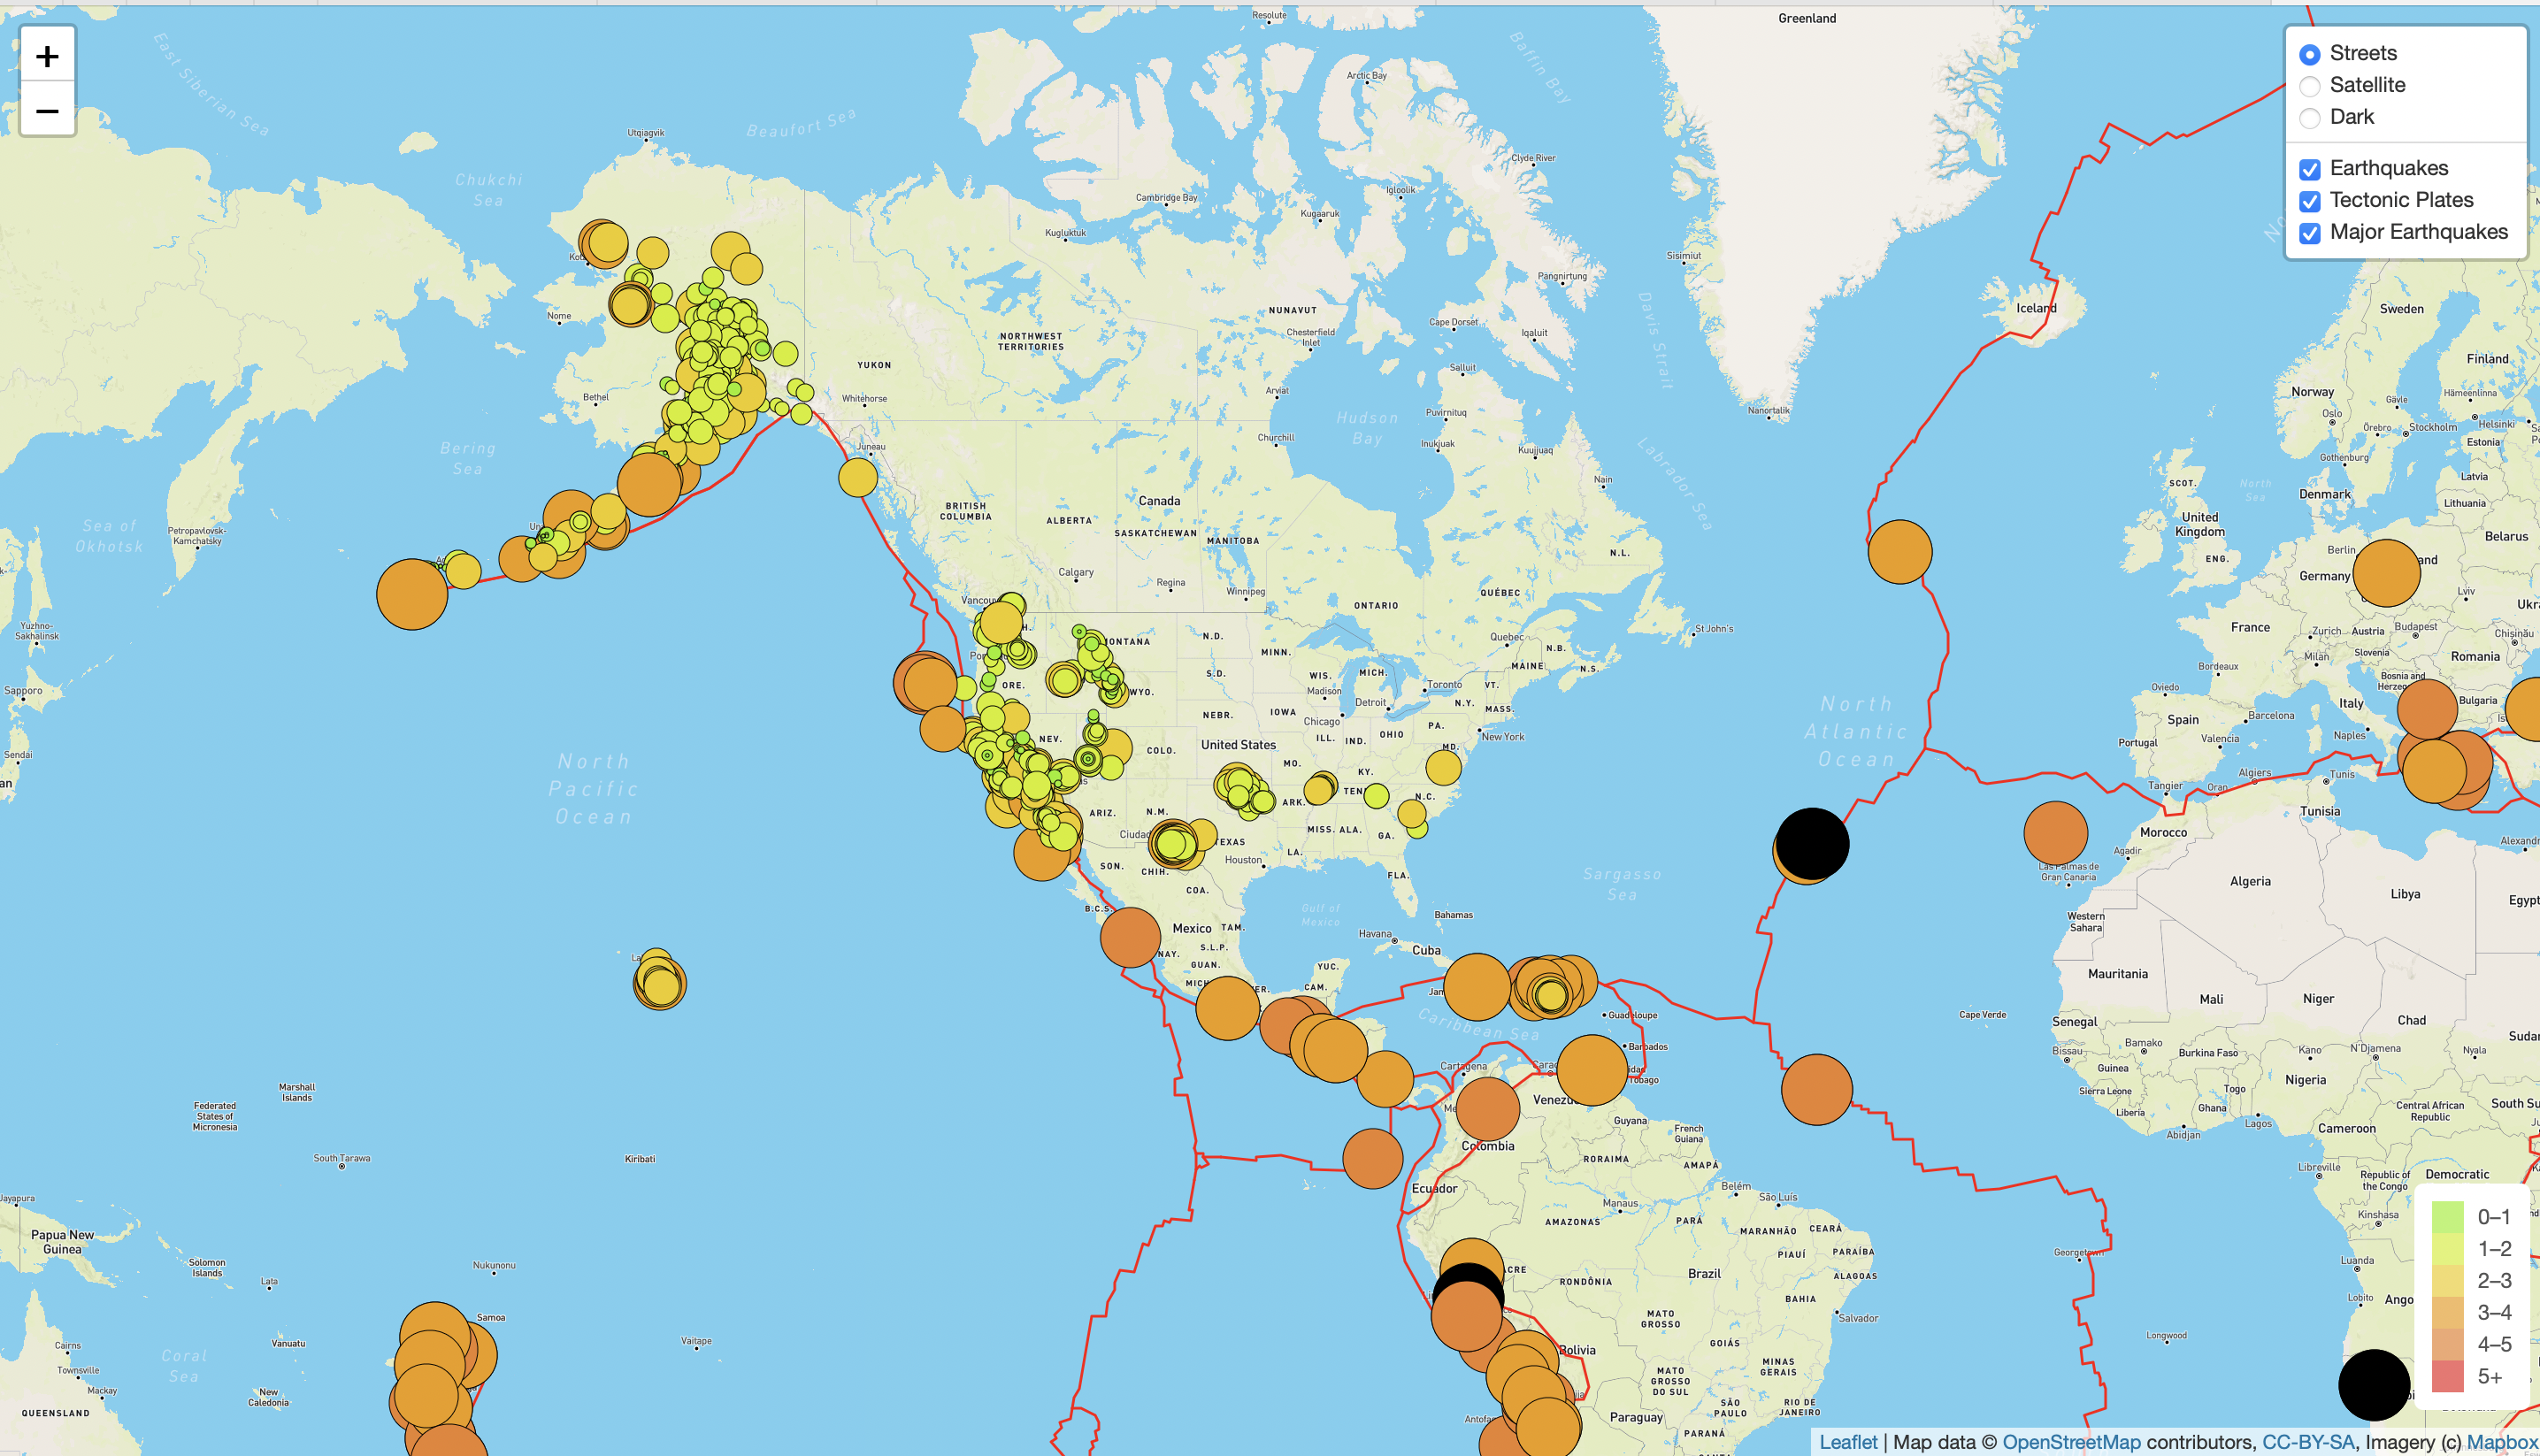 +
−
Streets
Satellite
Dark
Earthquakes
Tectonic Plates
Major Earthquakes
Greenland
Resolute
East Siberian Sea
Beaufort Sea
Baffin Bay
Arctic Bay
Utqiagvik
Clyde River
Chukchi
Sea
Cambridge Bay
Igloolik
Kugaaruk
Kugluktuk
Sisimiut
Pangnirtung
Nome
NUNAVUT
Chesterfield
Inlet
Cape Dorset
Iqaluit
Davis Strait
Iceland
Sweden
NORTHWEST
TERRITORIES
YUKON
Salluit
Finland
Norway
Gävle
Hämeenlinna
Oslo
Bethel
Whitehorse
Arviat
Puvirnituq
Nanortalik
Örebro
Stockholm
Helsinki
Hudson
Bay
Estonia
Juneau
Churchill
Inukjuak
Kuujjuaq
Labrador Sea
Gothenburg
Bering
Sea
Nain
SCOT.
North
Sea
Latvia
Denmark
Lithuania
Canada
BRITISH
COLUMBIA
ALBERTA
SASKATCHEWAN
MANITOBA
N.L.
Sea of
Okhotsk
Petropavlovsk-
Kamchatsky
United
Kingdom
Belarus
Berlin
ENG.
Germany
Calgary
Regina
Winnipeg
ONTARIO
QUÉBEC
Lviv
Yuzhno-
Sakhalinsk
St John's
Quebec
France
Zurich
Austria
Budapest
Chișinău
MINN.
N.D.
N.B.
Slovenia
Milan
Romania
Sapporo
S.D.
WIS.
MICH.
MAINE
N.S.
Bordeaux
Bosnia and
ORE.
WYO.
Madison
Toronto
VT.
Oviedo
Italy
Bulgaria
Detroit
N.Y.
MASS.
NEBR.
IOWA
Chicago
North
Atlantic
Ocean
Spain
Barcelona
Naples
Sendai
NEV.
COLO.
United States
ILL.
IND.
OHIO
PA.
New York
Portugal
Valencia
MD.
North
Pacific
Ocean
MO.
KY.
Tangier
Oran
Algiers
Tunis
ARK.
N.C.
Tunisia
ARIZ.
N.M.
MISS.
ALA.
GA.
Morocco
TEXAS
Houston
LA.
Agadir
SON.
CHIH.
FLA.
Sargasso
Sea
Las Palmas de
Gran Canaria
Algeria
Libya
COA.
B.C.S.
Gulf of
Mexico
Bahamas
Western
Sahara
Mexico
TAM.
Havana
Cuba
NAY.
S.L.P.
GUAN.
YUC.
Mauritania
CAM.
Mali
Niger
Chad
Guadeloupe
Cape Verde
Senegal
Caribbean Sea
Bissau
Bamako
Burkina Faso
Kano
N'Djamena
Nyala
Barbados
Cartagena
Guinea
Nigeria
Tobago
Sierra Leone
Togo
Marshall
Islands
Federated
States of
Micronesia
Liberia
Ghana
Central African
Republic
Guyana
French
Guiana
Abidjan
Lagos
Cameroon
Colombia
South Tarawa
Kiribati
RORAIMA
AMAPÁ
Libreville
Republic of
the Congo
Democratic
Ecuador
Belém
São Luís
Manaus
AMAZONAS
PARÁ
MARANHÃO
CEARÁ
Kinshasa
Papua New
Guinea
PIAUÍ
PARAÍBA
Georgetown
Luanda
Solomon
Islands
Nukunonu
Lata
ACRE
RONDÔNIA
Brazil
ALAGOAS
BAHIA
Lobito
Samoa
MATO
GROSSO
Salvador
Vanuatu
Vaitape
Longwood
Cairns
Coral
Sea
Bolivia
GOIÁS
MINAS
GERAIS
Townsville
MATO
GROSSO
DO SUL
Mackay
New
Caledonia
SÃO
PAULO
RIO DE
JANEIRO
QUEENSLAND
Paraguay
PARANÁ
0–1
1–2
2–3
3–4
4–5
5+
Leaflet | Map data © OpenStreetMap contributors, CC-BY-SA, Imagery (c) Mapbox